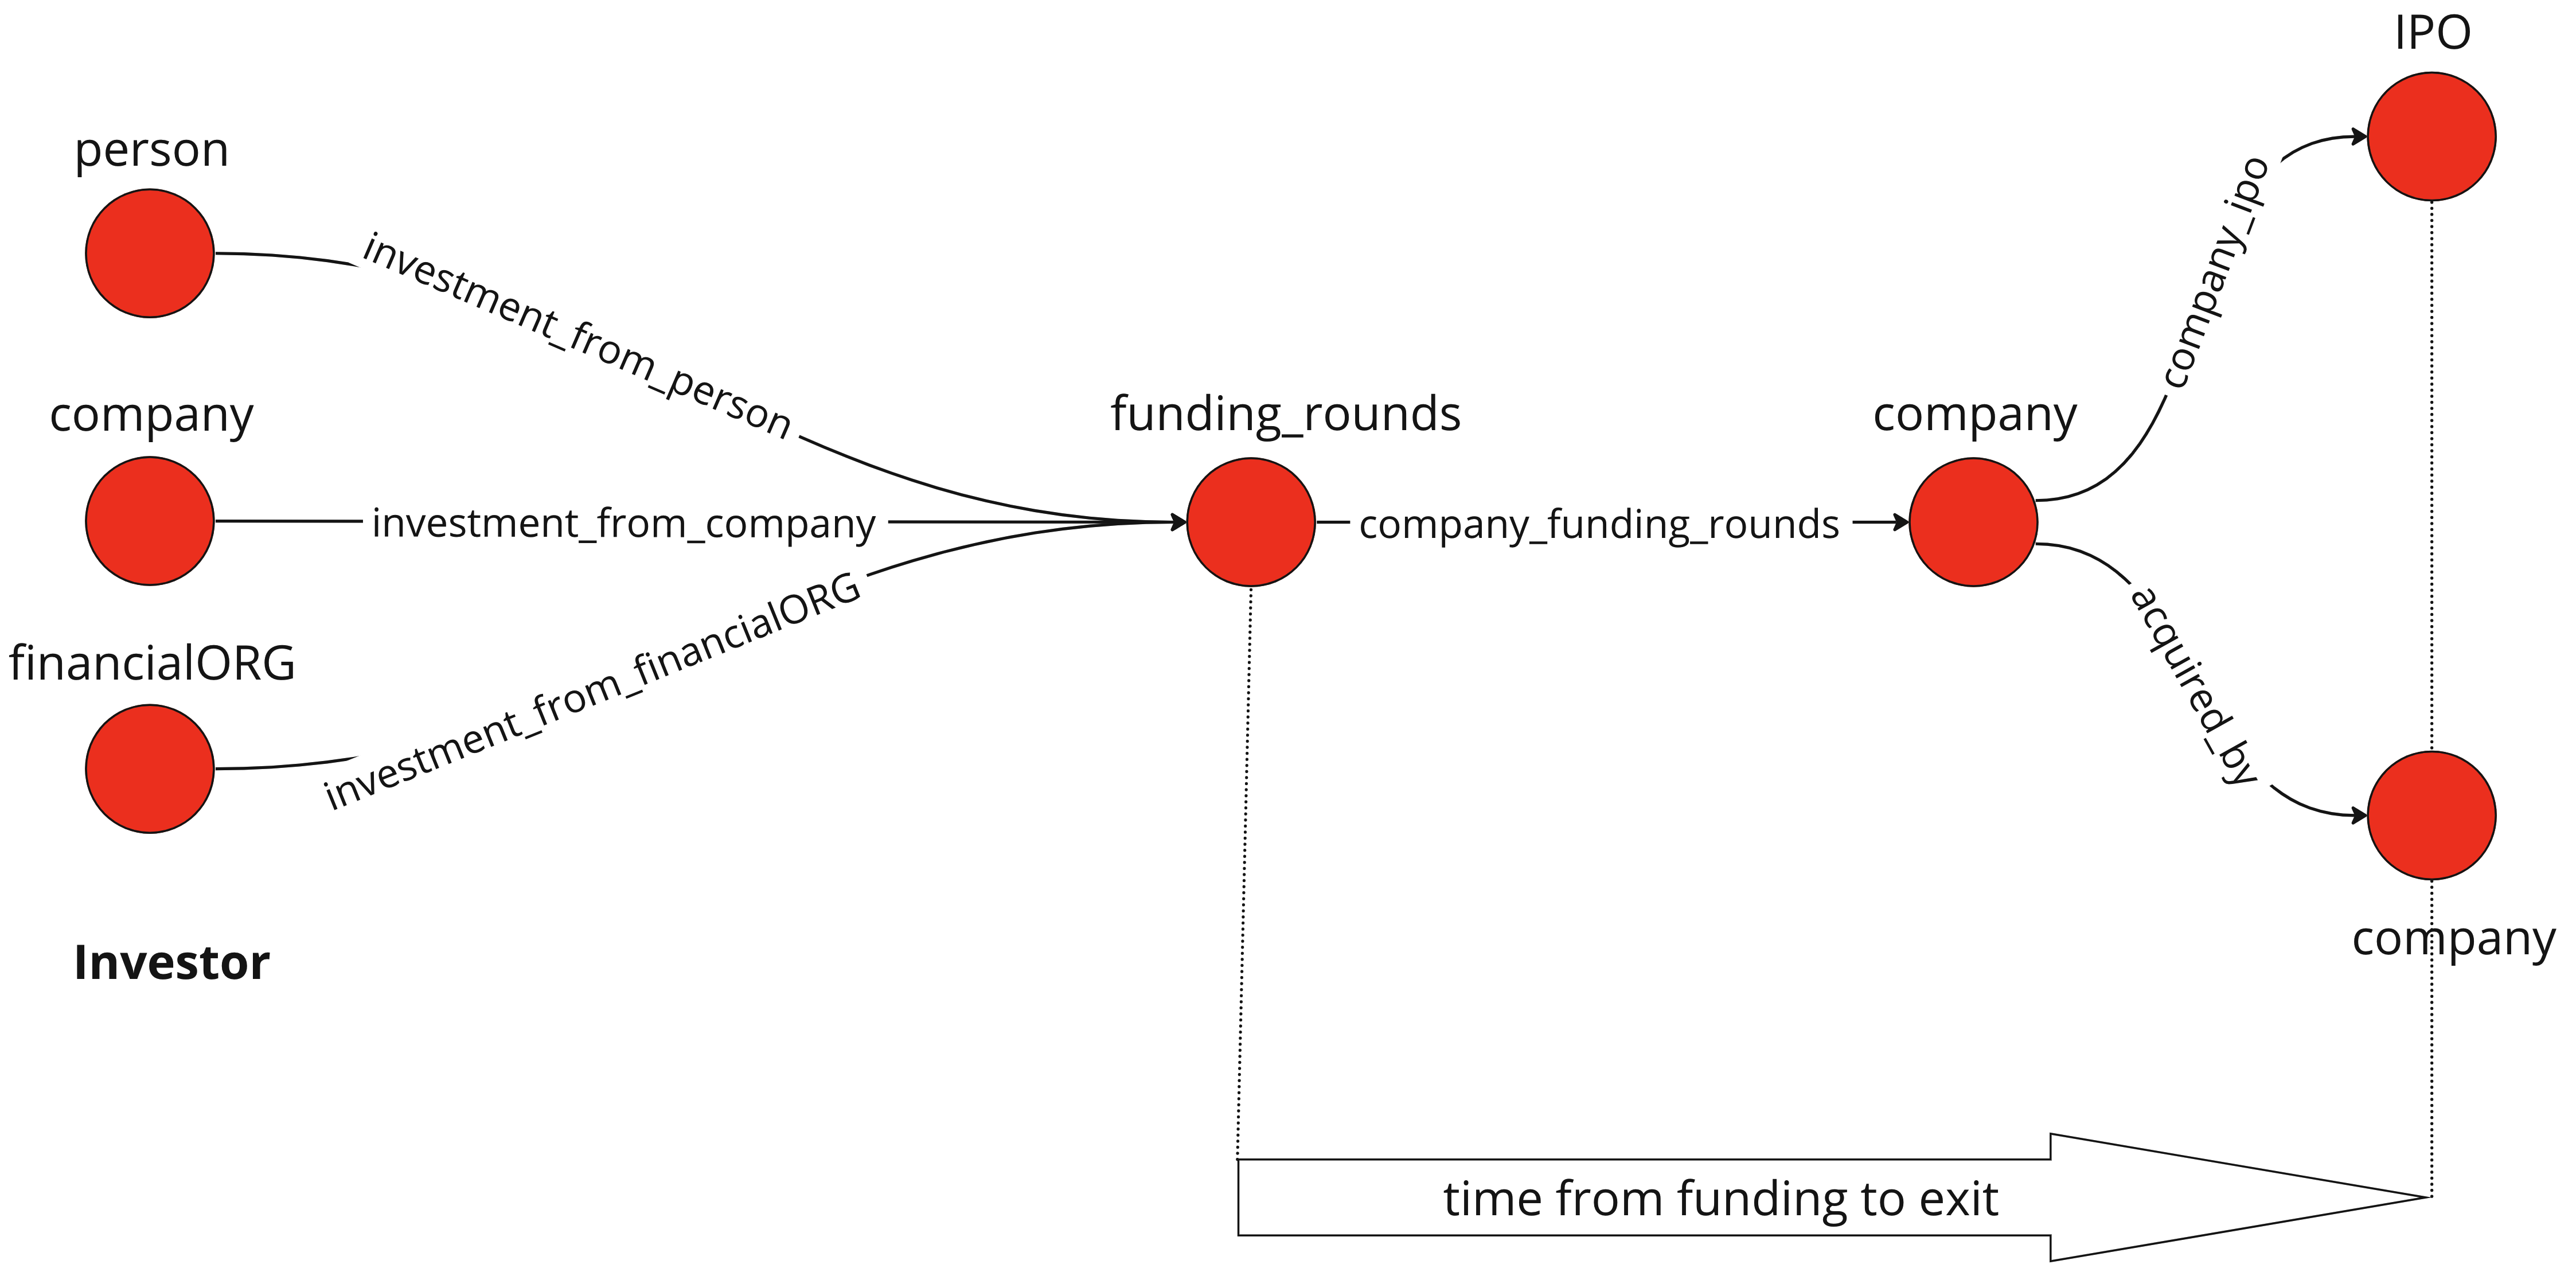 IPO
person
investment_from_person
company_ipo
company
investment_from_company
funding_rounds
company_funding_rounds
company
financialORG
investment_from_financialORG
acquired_by
company
Investor
time from funding to exit